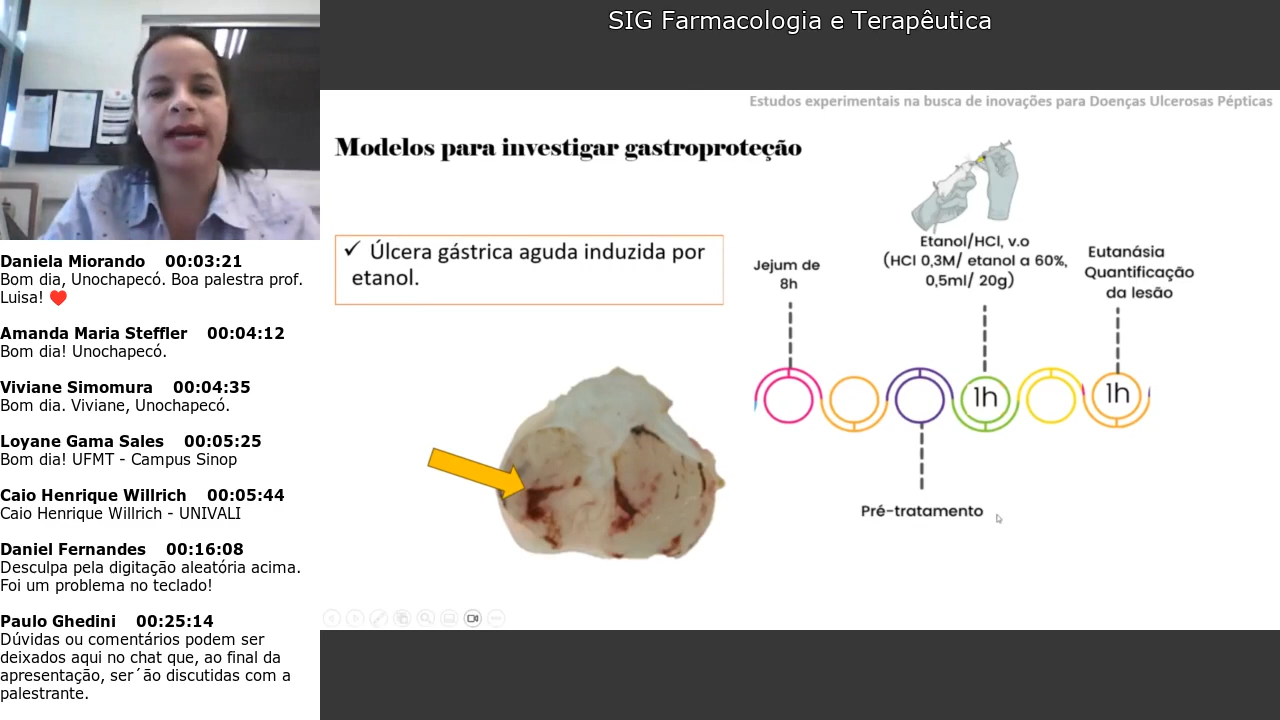 SIG Farmacologia e Terapêutica
Estudos experimentais na busca de inovações para Doenças Ulcerosas Pépticas
Modelos para investigar gastroproteção
✓ Úlcera gástrica aguda induzida por
etanol.
Jejum de
8h
Etanol/HCl, v.o
(HCl 0,3M/ etanol a 60%,
0,5ml/ 20g)
Eutanásia
Quantificação
da lesão
1h
1h
Pré-tratamento
Daniela Miorando 00:03:21
Bom dia, Unochapecó. Boa palestra prof.
Luisa! ❤️
Amanda Maria Steffler 00:04:12
Bom dia! Unochapecó.
Viviane Simomura 00:04:35
Bom dia. Viviane, Unochapecó.
Loyane Gama Sales 00:05:25
Bom dia! UFMT - Campus Sinop
Caio Henrique Willrich 00:05:44
Caio Henrique Willrich - UNIVALI
Daniel Fernandes 00:16:08
Desculpa pela digitação aleatória acima.
Foi um problema no teclado!
Paulo Ghedini 00:25:14
Dúvidas ou comentários podem ser
deixados aqui no chat que, ao final da
apresentação, ser´ão discutidas com a
palestrante.